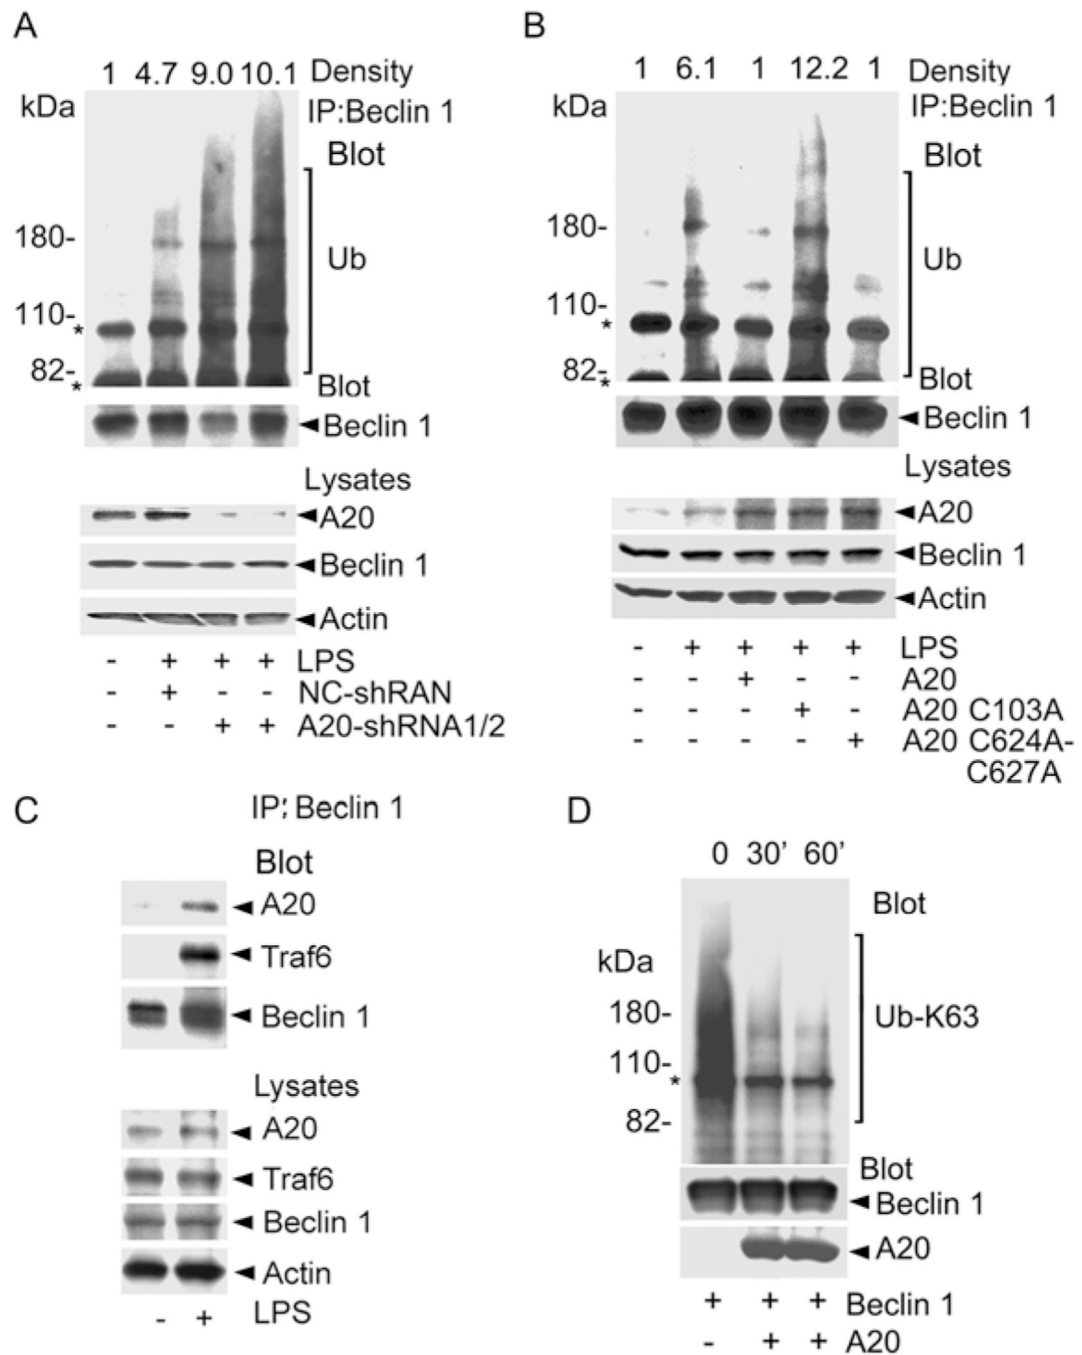 A
1 4.7 9.0 10.1 Density
kDa
IP:Beclin 1
Blot
180-
Ub
110-
*
82-
*
Blot
Beclin 1
Lysates
A20
Beclin 1
Actin
- + + + LPS
- + - - NC-shRAN
- - + + A20-shRNA1/2
B
1 6.1 1 12.2 1 Density
kDa
IP:Beclin 1
Blot
180-
Ub
110-
*
82-
*
Blot
Beclin 1
Lysates
A20
Beclin 1
Actin
- + + + + LPS
- - + - - A20
- - - + - A20 C103A
- - - - + A20 C624A-
C627A
C
IP: Beclin 1
Blot
A20
Traf6
Beclin 1
Lysates
A20
Traf6
Beclin 1
Actin
- + LPS
D
0 30' 60'
Blot
kDa
180-
Ub-K63
110-
*
82-
Blot
Beclin 1
A20
+ + + Beclin 1
- + + A20